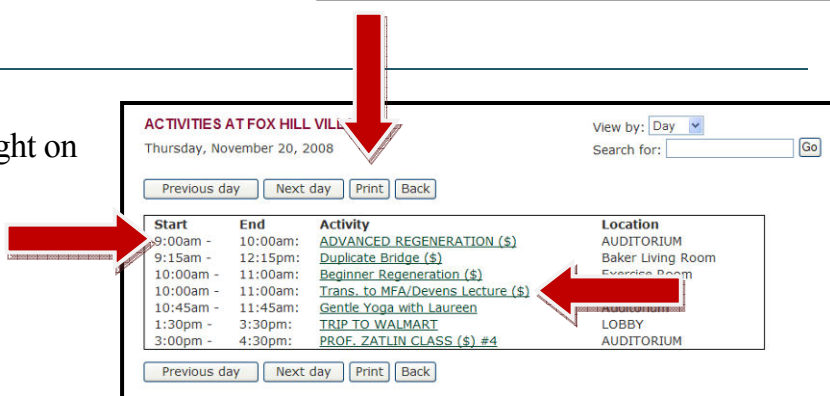 ght on
ACTIVITIES AT FOX HILL VIL
View by: Day
Thursday, November 20, 2008
Search for: Go
Previous day Next day Print Back
Start End Activity Location
9:00am - 10:00am: ADVANCED REGENERATION ($) AUDITORIUM
9:15am - 12:15pm: Duplicate Bridge ($) Baker Living Room
10:00am - 11:00am: Beginner Regeneration ($) Exercise Room
10:00am - 11:00am: Trans. to MFA/Devens Lecture ($)
10:45am - 11:45am: Gentle Yoga with Laureen Auditorium
1:30pm - 3:30pm: TRIP TO WALMART LOBBY
3:00pm - 4:30pm: PROF. ZATLIN CLASS ($) #4 AUDITORIUM
Previous day Next day Print Back